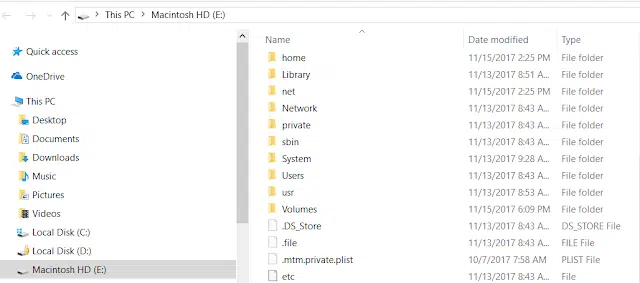 This PC > Macintosh HD (E:)
Name Date modified Type
Quick access
OneDrive
This PC
Desktop
Documents
Downloads
Music
Pictures
Videos
Local Disk (C:)
Local Disk (D:)
Macintosh HD (E:)
home 11/15/2017 2:25 PM File folder
Library 11/13/2017 8:51 A... File folder
net 11/15/2017 2:25 PM File folder
Network 11/13/2017 8:43 A... File folder
private 11/13/2017 8:43 A... File folder
sbin 11/13/2017 8:43 A... File folder
System 11/13/2017 9:28 A... File folder
Users 11/13/2017 8:43 A... File folder
usr 11/13/2017 8:53 A... File folder
Volumes 11/15/2017 6:09 PM File folder
.DS_Store 11/13/2017 8:43 A... DS_STORE File
.file 11/13/2017 8:43 A... FILE File
.mtm.private.plist 10/7/2017 7:58 AM PLIST File
etc 11/13/2017 8:43 A... File